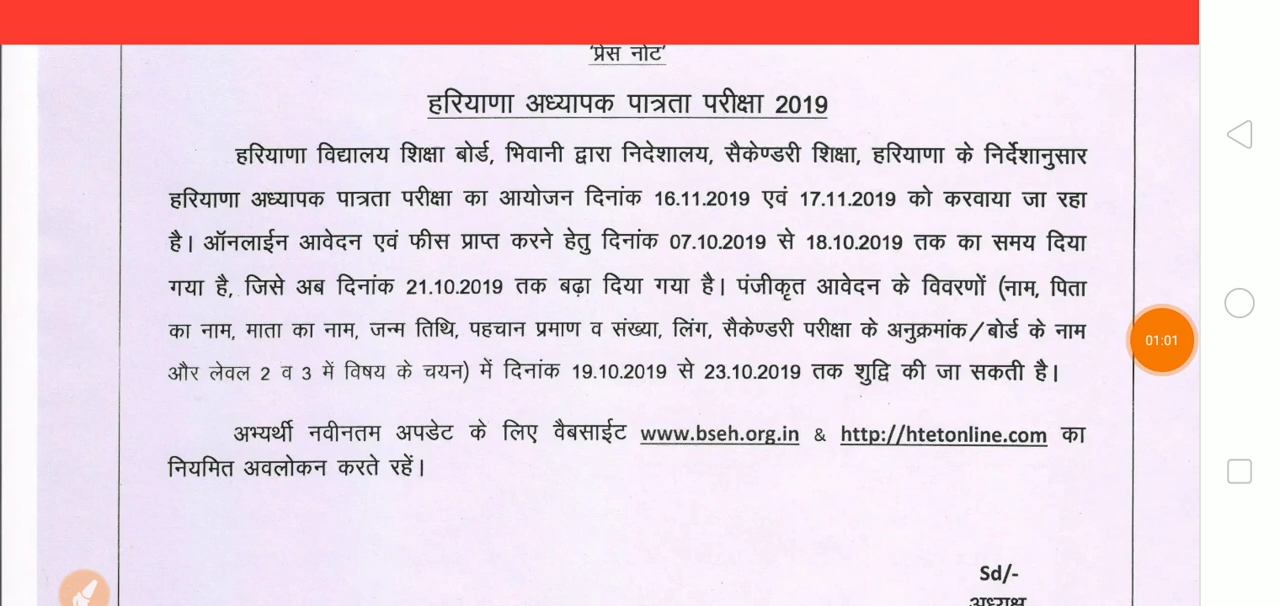 'प्रेस नोट'
हरियाणा अध्यापक पात्रता परीक्षा 2019
हरियाणा विद्यालय शिक्षा बोर्ड, भिवानी द्वारा निदेशालय, सैकेण्डरी शिक्षा, हरियाणा के निर्देशानुसार
हरियाणा अध्यापक पात्रता परीक्षा का आयोजन दिनांक 16.11.2019 एवं 17.11.2019 को करवाया जा रहा
है। ऑनलाईन आवेदन एवं फीस प्राप्त करने हेतु दिनांक 07.10.2019 से 18.10.2019 तक का समय दिया
गया है, जिसे अब दिनांक 21.10.2019 तक बढ़ा दिया गया है। पंजीकृत आवेदन के विवरणों (नाम, पिता
का नाम, माता का नाम, जन्म तिथि, पहचान प्रमाण व संख्या, लिंग, सैकेण्डरी परीक्षा के अनुक्रमांक/बोर्ड के नाम
और लेवल 2 व 3 में विषय के चयन) में दिनांक 19.10.2019 से 23.10.2019 तक शुद्वि की जा सकती है।
01:01
अभ्यर्थी नवीनतम अपडेट के लिए वैबसाईट www.bseh.org.in & http://htetonline.com का
नियमित अवलोकन करते रहें।
Sd/-
अध्यक्ष